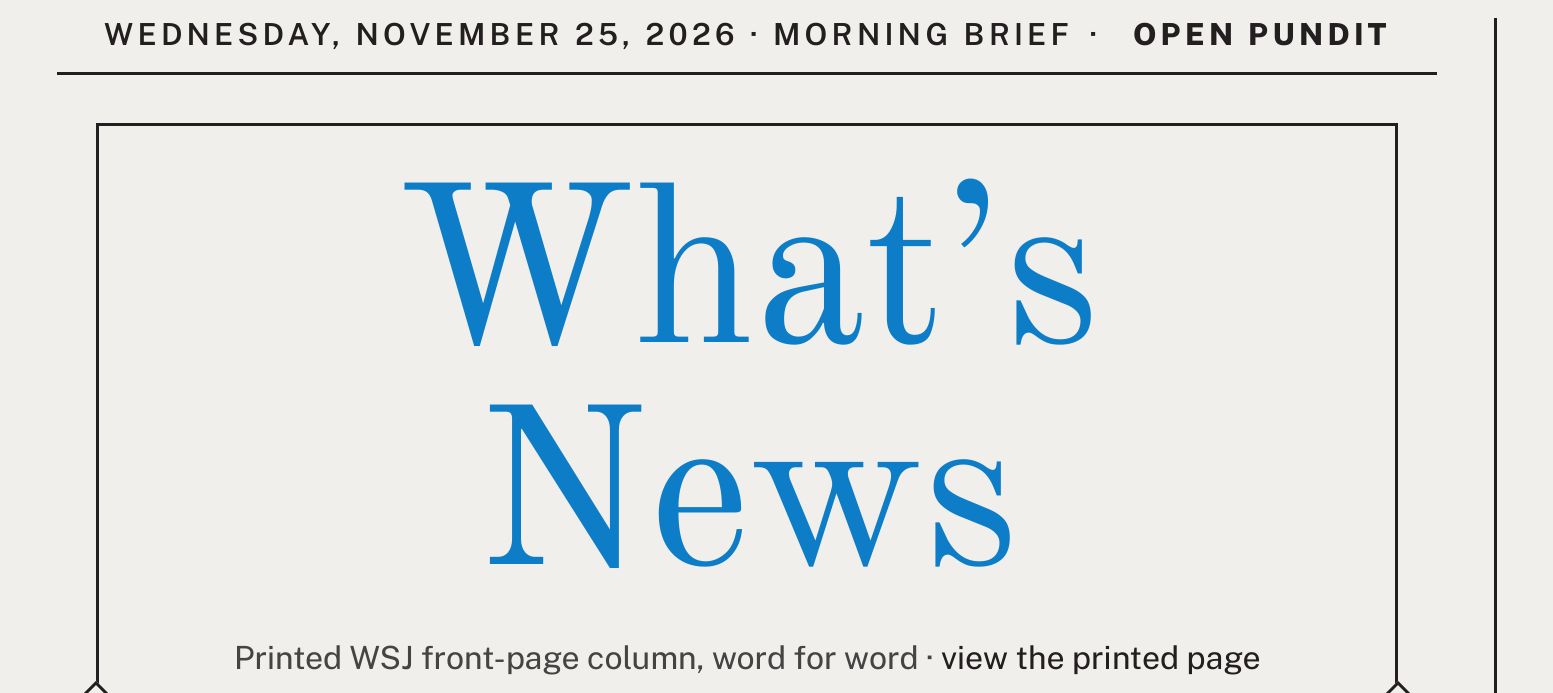 WEDNESDAY, NOVEMBER 25, 2026 · MORNING BRIEF · OPEN PUNDIT
What’s
News
Printed WSJ front-page column, word for word · view the printed page